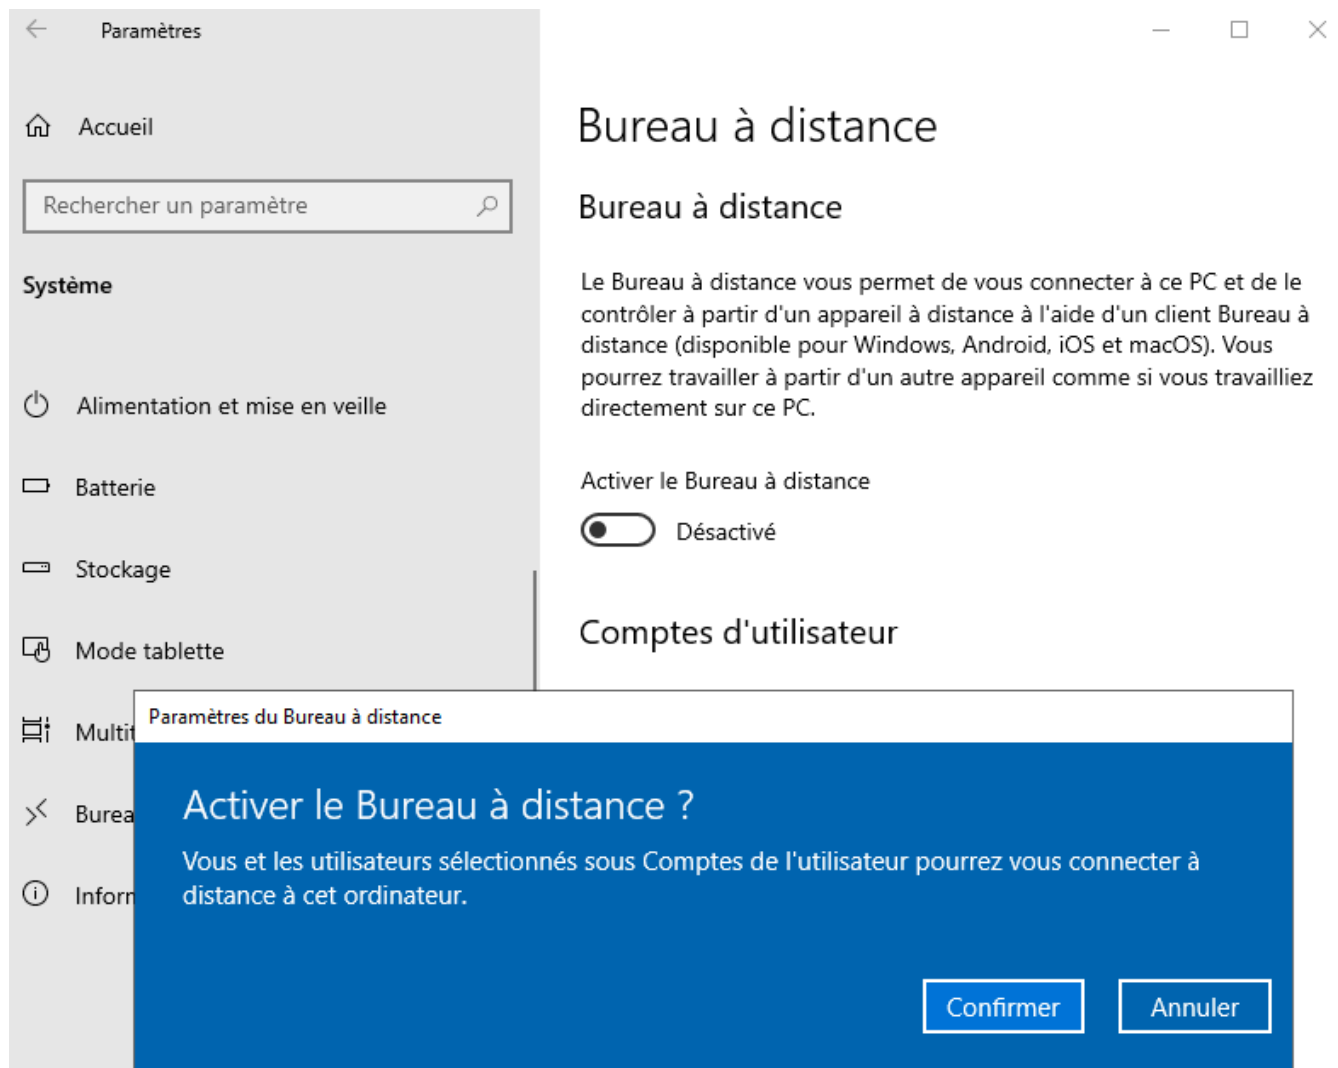 Paramètres
Accueil
Rechercher un paramètre
Système
Alimentation et mise en veille
Batterie
Stockage
Mode tablette
Bureau à distance
Bureau à distance
Le Bureau à distance vous permet de vous connecter à ce PC et de le
contrôler à partir d'un appareil à distance à l'aide d'un client Bureau à
distance (disponible pour Windows, Android, iOS et macOS). Vous
pourrez travailler à partir d'un autre appareil comme si vous travailliez
directement sur ce PC.
Activer le Bureau à distance
Désactivé
Comptes d'utilisateur
Paramètres du Bureau à distance
Activer le Bureau à distance ?
Vous et les utilisateurs sélectionnés sous Comptes de l'utilisateur pourrez vous connecter à
distance à cet ordinateur.
Confirmer
Annuler